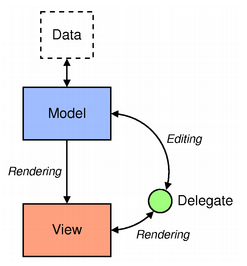 Data
Model
Editing
Rendering
Delegate
View
Rendering